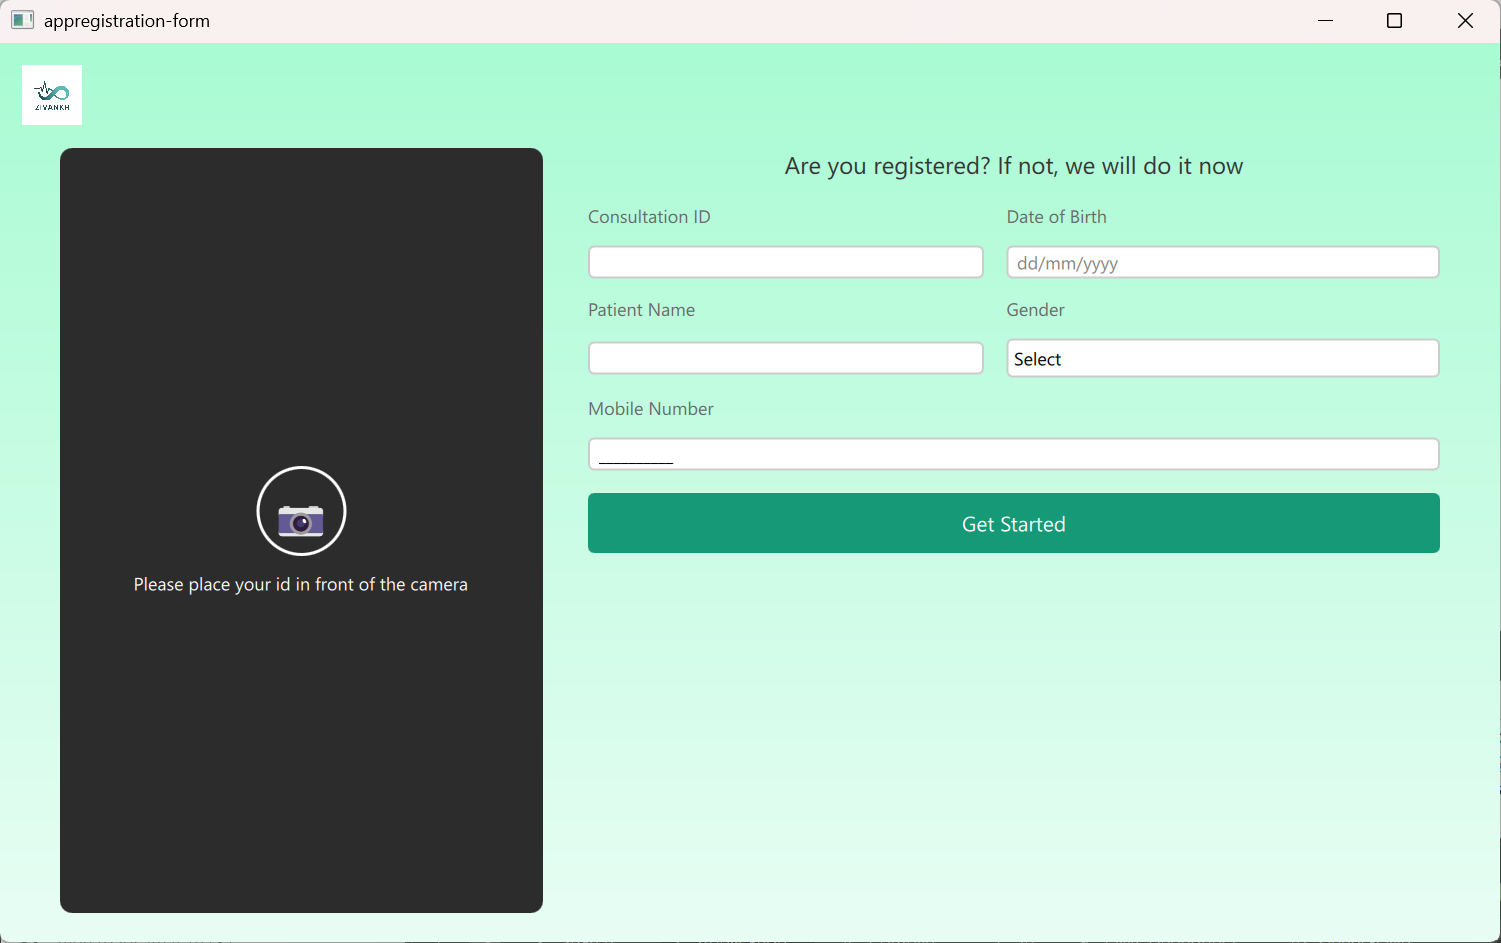 appregistration-form
ZIVANKH
Please place your id in front of the camera
Are you registered? If not, we will do it now
Consultation ID
Date of Birth
dd/mm/yyyy
Patient Name
Gender
Select
Mobile Number
__________
Get Started